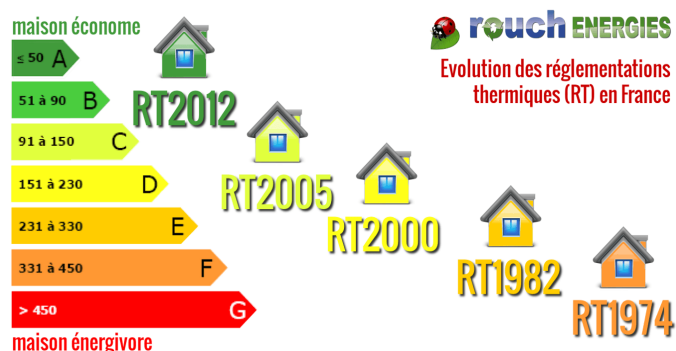 maison économe
≤ 50 A
51 à 90 B
91 à 150 C
151 à 230 D
231 à 330 E
331 à 450 F
> 450 G
maison énergivore
rouch ENERGIES
Evolution des réglementations
thermiques (RT) en France
RT2012
RT2005
RT2000
RT1982
RT1974